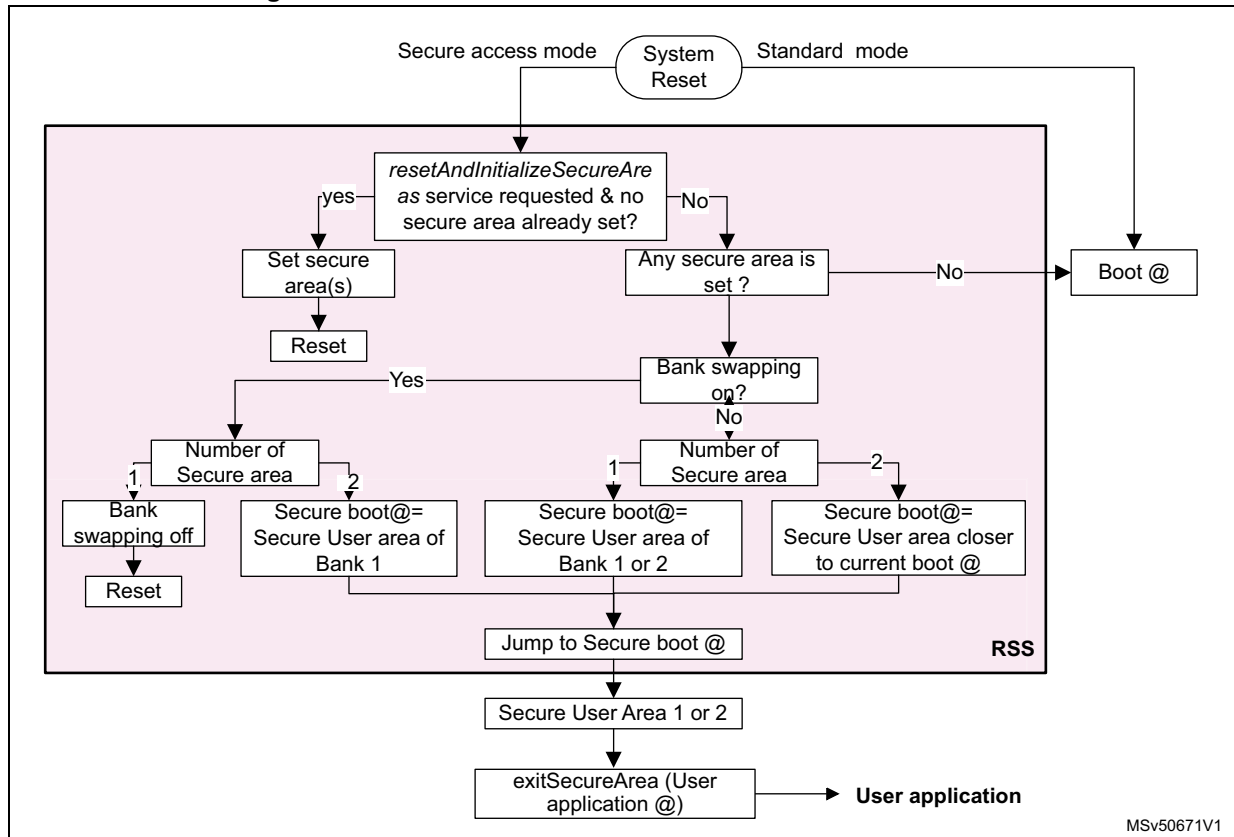 Secure access mode
System
Reset
Standard mode
resetAndInitializeSecureAre
as service requested & no
secure area already set?
yes
No
Set secure
area(s)
Any secure area is
set ?
No
Boot @
Reset
Bank swapping
on?
Yes
No
Number of
Secure area
Number of
Secure area
1
2
1
2
Bank
swapping off
Secure boot@=
Secure User area of
Bank 1
Secure boot@=
Secure User area of
Bank 1 or 2
Secure boot@=
Secure User area closer
to current boot @
Reset
Jump to Secure boot @
RSS
Secure User Area 1 or 2
exitSecureArea (User
application @)
User application
MSv50671V1